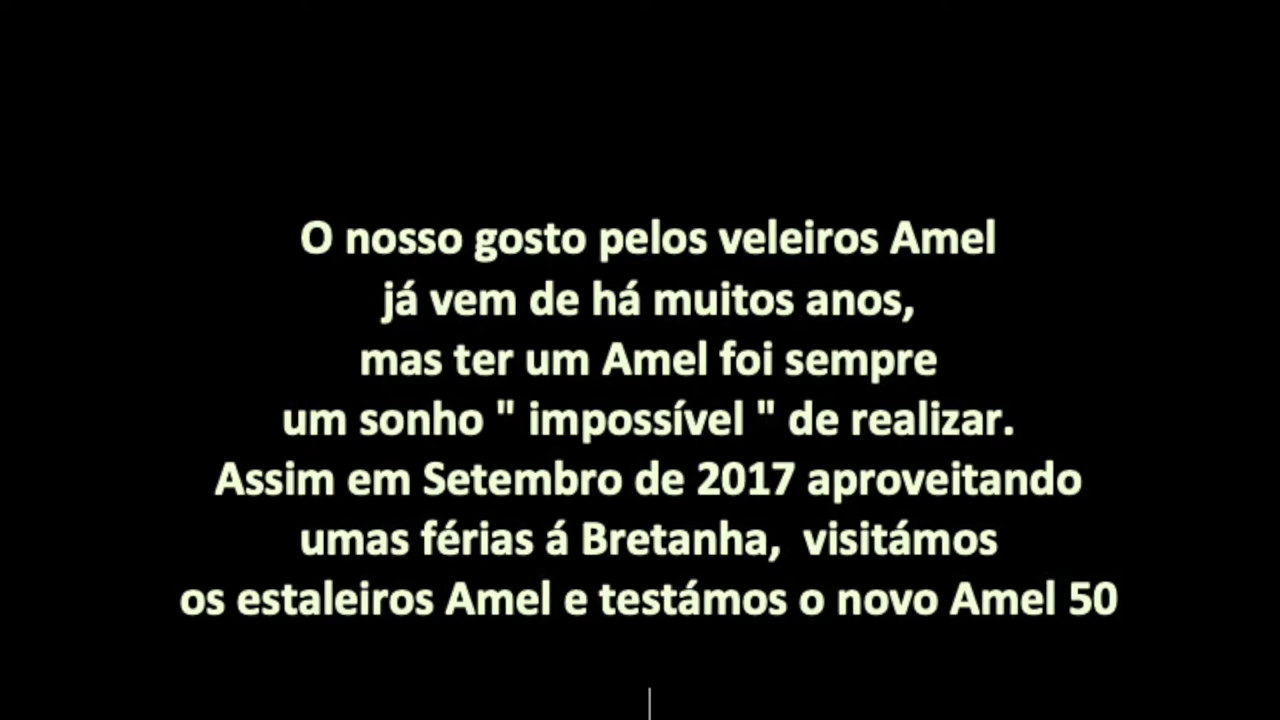 O nosso gosto pelos veleiros Amel
já vem de há muitos anos,
mas ter um Amel foi sempre
um sonho " impossível " de realizar.
Assim em Setembro de 2017 aproveitando
umas férias á Bretanha,  visitámos
os estaleiros Amel e testámos o novo Amel 50